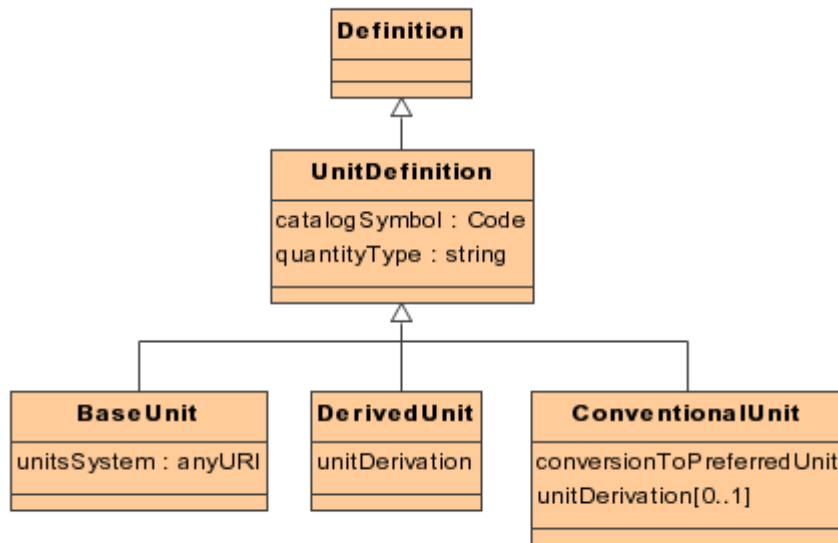 Definition
UnitDefinition
catalogSymbol : Code
quantityType : string
BaseUnit
unitsSystem : anyURI
DerivedUnit
unitDerivation
ConventionalUnit
conversionToPreferredUnit
unitDerivation[0..1]